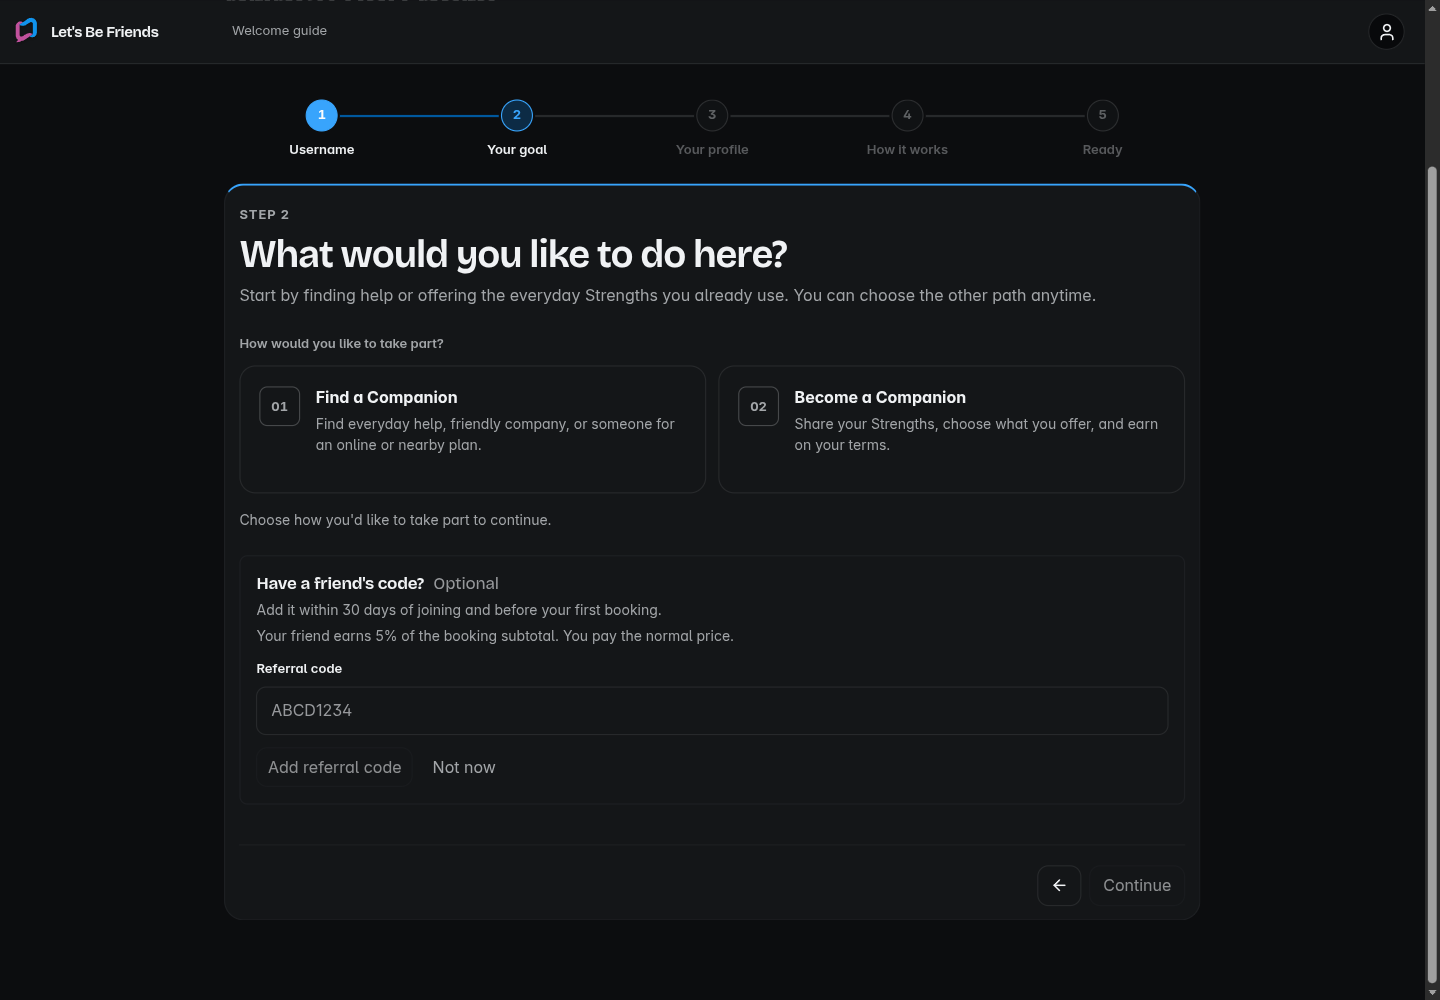 Let's Be Friends
Welcome guide
1
2
3
4
5
Username
Your goal
Your profile
How it works
Ready
STEP 2
What would you like to do here?
Start by finding help or offering the everyday Strengths you already use. You can choose the other path anytime.
How would you like to take part?
01
Find a Companion
Find everyday help, friendly company, or someone for
an online or nearby plan.
02
Become a Companion
Share your Strengths, choose what you offer, and earn
on your terms.
Choose how you'd like to take part to continue.
Have a friend's code? Optional
Add it within 30 days of joining and before your first booking.
Your friend earns 5% of the booking subtotal. You pay the normal price.
Referral code
ABCD1234
Add referral code
Not now
Continue